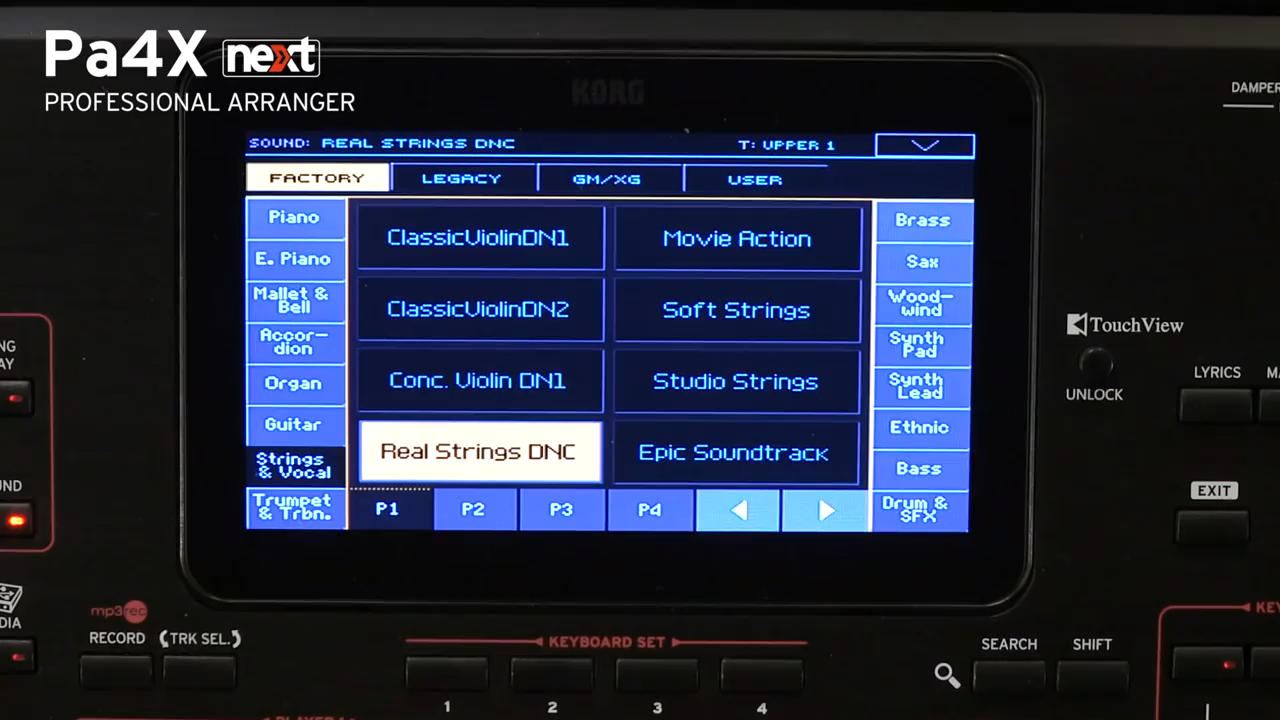 Pa4X next
PROFESSIONAL ARRANGER
KORG
DAMPER
SOUND: REAL STRINGS DNC
T: UPPER 1
FACTORY
LEGACY
GM/XG
USER
Piano
E. Piano
Mallet &
Bell
Accor-
dion
Organ
Guitar
Strings
& Vocal
Trumpet
& Trbn.
ClassicViolinDN1
Movie Action
ClassicViolinDN2
Soft Strings
Conc. Violin DN1
Studio Strings
Real Strings DNC
Epic Soundtrack
P1
P2
P3
P4
Brass
Sax
Wood-
wind
Synth
Pad
Synth
Lead
Ethnic
Bass
Drum &
SFX
TouchView
UNLOCK
LYRICS
EXIT
mp3rec
RECORD
TRK SEL.
KEYBOARD SET
1
2
3
4
SEARCH
SHIFT